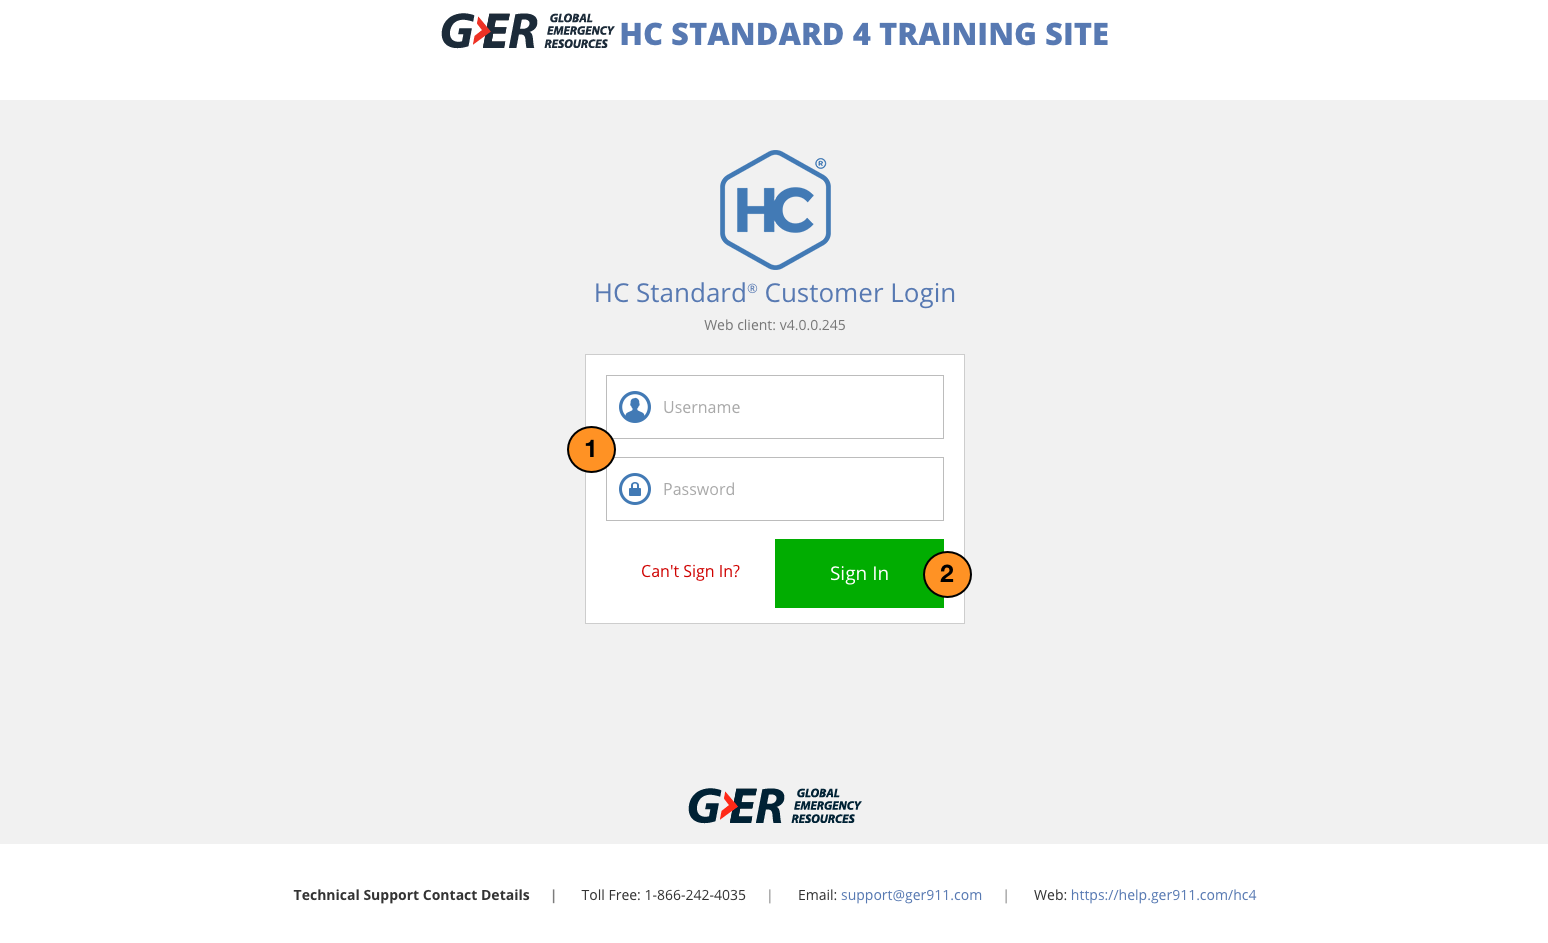 GER GLOBAL EMERGENCY RESOURCES HC STANDARD 4 TRAINING SITE
HC®
HC Standard® Customer Login
Web client: v4.0.0.245
Username
1
Password
Can't Sign In? Sign In 2
GER GLOBAL EMERGENCY RESOURCES
Technical Support Contact Details | Toll Free: 1-866-242-4035 | Email: support@ger911.com | Web: https://help.ger911.com/hc4